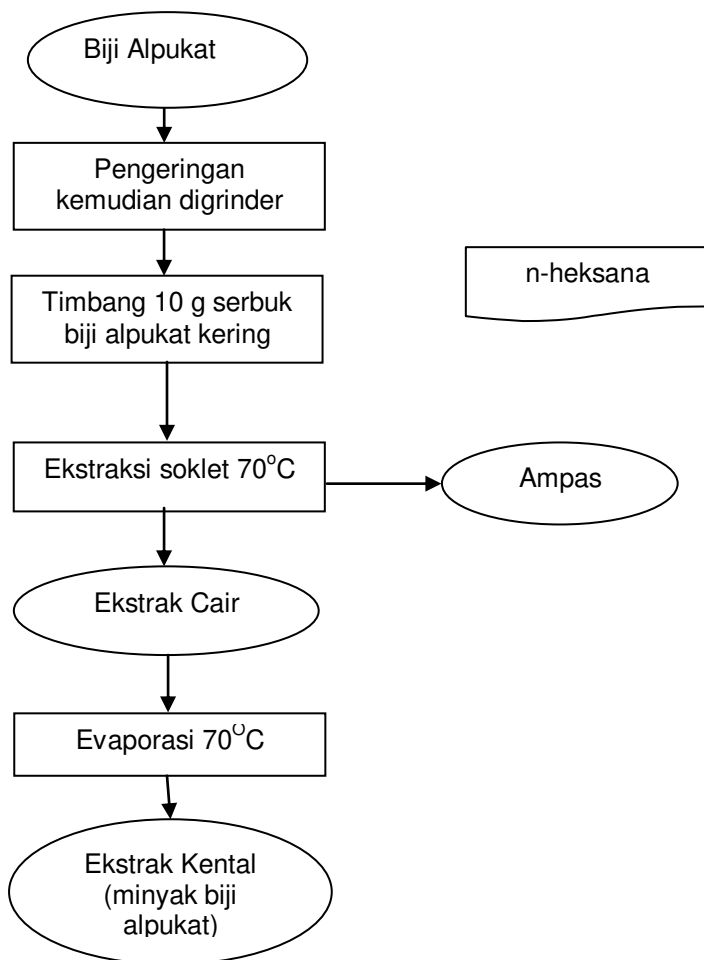 Biji Alpukat
Pengeringan
kemudian digrinder
Timbang 10 g serbuk
biji alpukat kering
n-heksana
Ekstraksi soklet 70°C
Ampas
Ekstrak Cair
Evaporasi 70°C
Ekstrak Kental
(minyak biji
alpukat)